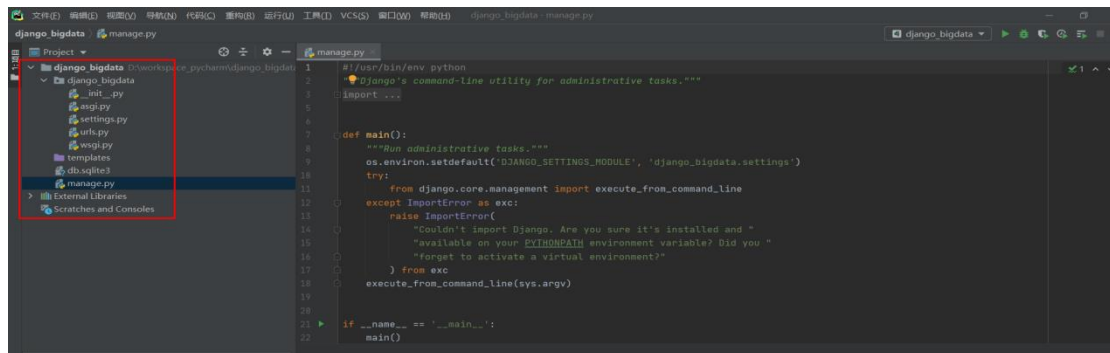 文件(F) 编辑(E) 视图(V) 导航(N) 代码(C) 重构(R) 运行(U) 工具(T) VCS(S) 窗口(W) 帮助(H) django_bigdata - manage.py
django_bigdata manage.py django_bigdata
Project manage.py
django_bigdata D:\workspace_pycharm\django_bigdata
django_bigdata
__init__.py
asgi.py
settings.py
urls.py
wsgi.py
templates
db.sqlite3
manage.py
External Libraries
Scratches and Consoles
1 #!/usr/bin/env python
2 """Django's command-line utility for administrative tasks."""
3 import ...
5
6
7 def main():
8 """Run administrative tasks."""
9 os.environ.setdefault('DJANGO_SETTINGS_MODULE', 'django_bigdata.settings')
10 try:
11 from django.core.management import execute_from_command_line
12 except ImportError as exc:
13 raise ImportError(
14 "Couldn't import Django. Are you sure it's installed and "
15 "available on your PYTHONPATH environment variable? Did you "
16 "forget to activate a virtual environment?"
17 ) from exc
18 execute_from_command_line(sys.argv)
19
20
21 if __name__ == '__main__':
22 main()
1